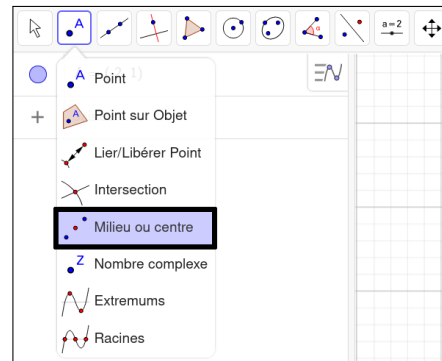 A
a=2
A Point
A Point sur Objet
Lier/Libérer Point
Intersection
Milieu ou centre
Z Nombre complexe
Extremums
Racines